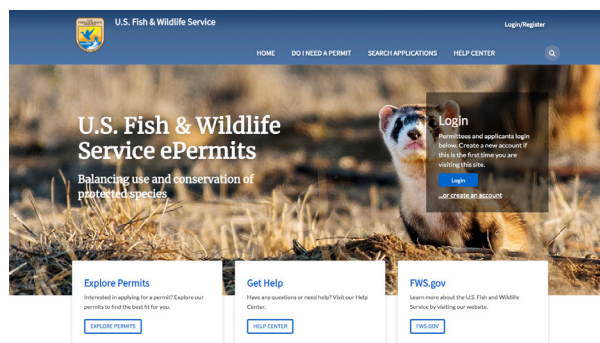 U.S. Fish & Wildlife Service
Login/Register
HOME DO I NEED A PERMIT SEARCH APPLICATIONS HELP CENTER
U.S. Fish & Wildlife
Service ePermits
Balancing use and conservation of
protected species
Login
Permittees and applicants login
below. Create a new account if
this is the first time you are
visiting this site.
Login
...or create an account
Explore Permits
Interested in applying for a permit? Explore our
permits to find the best fit for you.
EXPLORE PERMITS
Get Help
Have any questions or need help? Visit our Help
Center.
HELP CENTER
FWS.gov
Learn more about the U.S. Fish and Wildlife
Service by visiting our website.
FWS.GOV